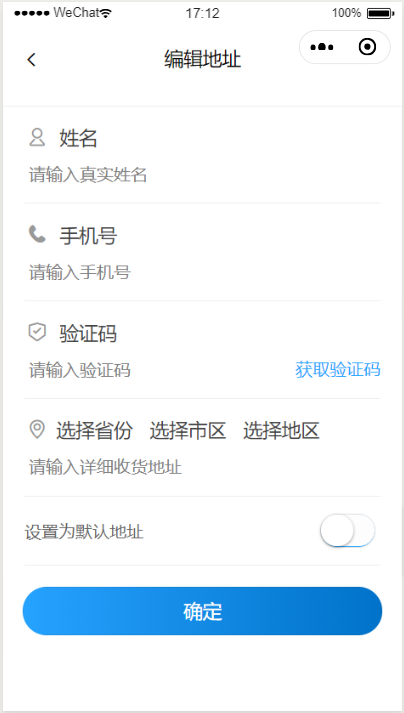 ●●●●● WeChat 17:12 100%
编辑地址
姓名
请输入真实姓名
手机号
请输入手机号
验证码
请输入验证码 获取验证码
选择省份 选择市区 选择地区
请输入详细收货地址
设置为默认地址
确定